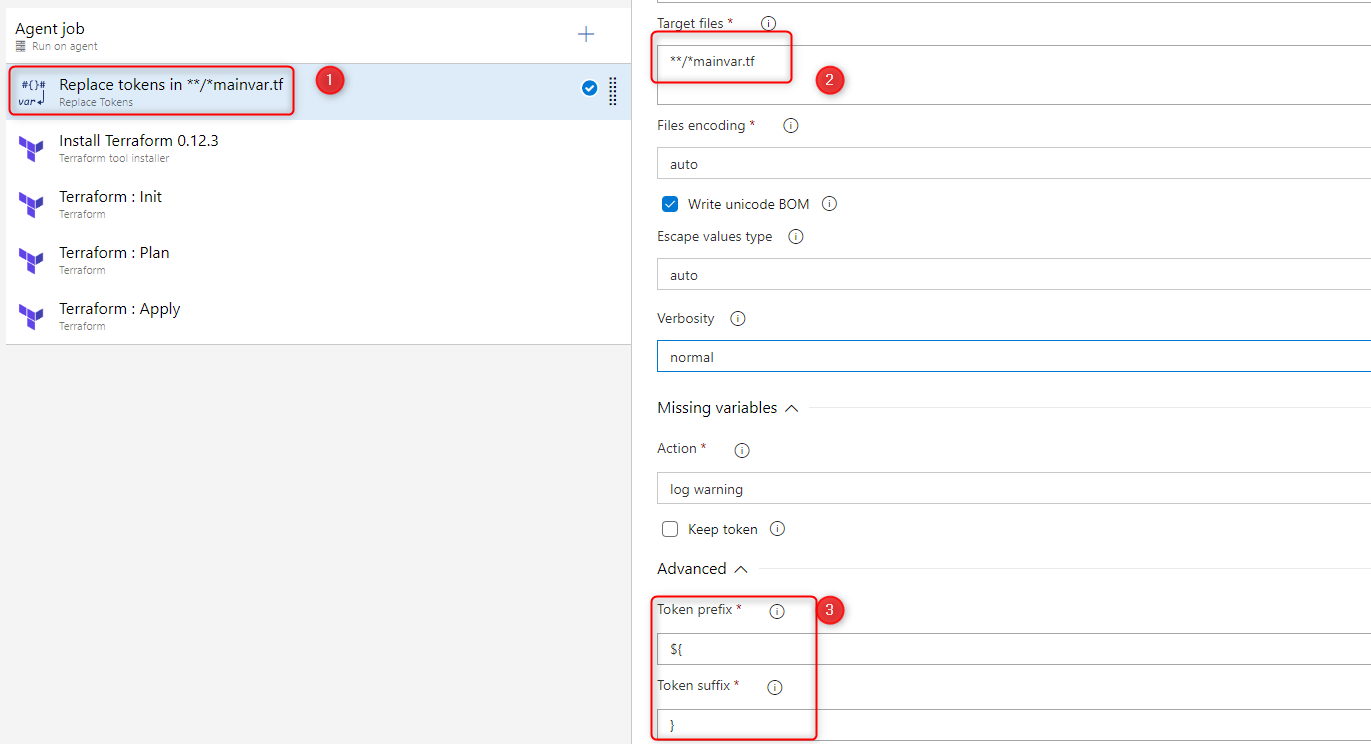 Agent job
Run on agent
#{}#
var
Replace tokens in **/*mainvar.tf
Replace Tokens
1
Install Terraform 0.12.3
Terraform tool installer
Terraform : Init
Terraform
Terraform : Plan
Terraform
Terraform : Apply
Terraform
Target files *
**/*mainvar.tf
2
Files encoding *
auto
Write unicode BOM
Escape values type
auto
Verbosity
normal
Missing variables
Action *
log warning
Keep token
Advanced
Token prefix *
3
${
Token suffix *
}